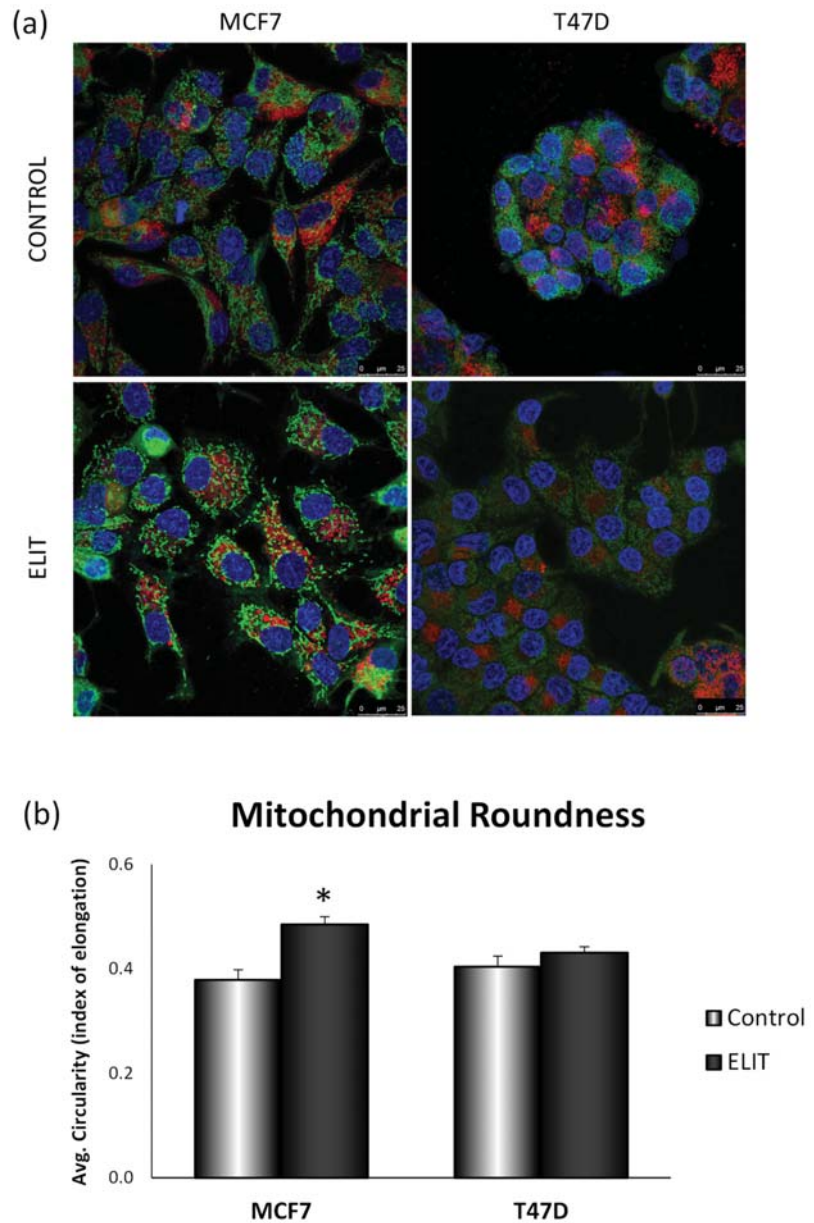 (a)
MCF7 T47D
CONTROL
0 µm 25 0 µm 25
ELIT
0 µm 25 0 µm 25
(b)
Mitochondrial Roundness
Avg. Circularity (index of elongation)
0.6
*
0.4
0.2
0.0
Control
ELIT
MCF7 T47D